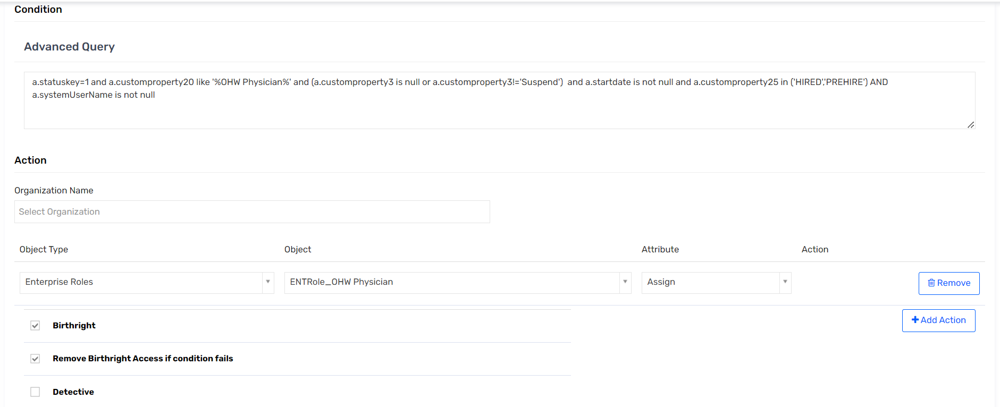 Condition
Advanced Query
a.statuskey=1 and a.customproperty20 like '%OHW Physician%' and (a.customproperty3 is null or a.customproperty3!='Suspend')  and a.startdate is not null and a.customproperty25 in ('HIRED','PREHIRE') AND
a.systemUserName is not null
Action
Organization Name
Select Organization
Object Type Object Attribute Action
Enterprise Roles ENTRole_OHW Physician Assign Remove
Birthright Add Action
Remove Birthright Access if condition fails
Detective